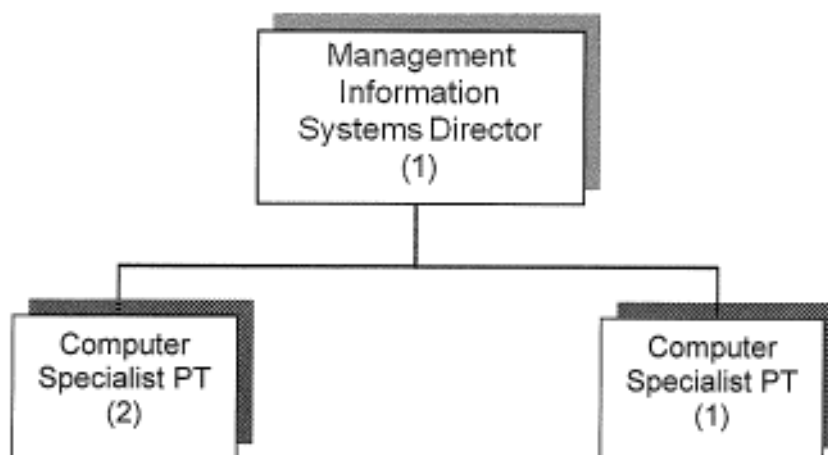 Management
Information
Systems Director
(1)
Computer
Specialist PT
(2)
Computer
Specialist PT
(1)